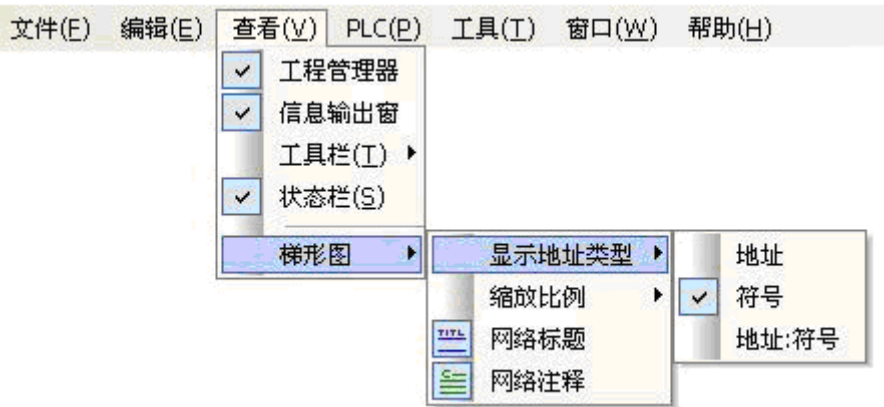 文件(F) 编辑(E) 查看(V) PLC(P) 工具(T) 窗口(W) 帮助(H)
工程管理器
信息输出窗
工具栏(T)
状态栏(S)
梯形图
显示地址类型
缩放比例
TITL 网络标题
网络注释
地址
符号
地址:符号